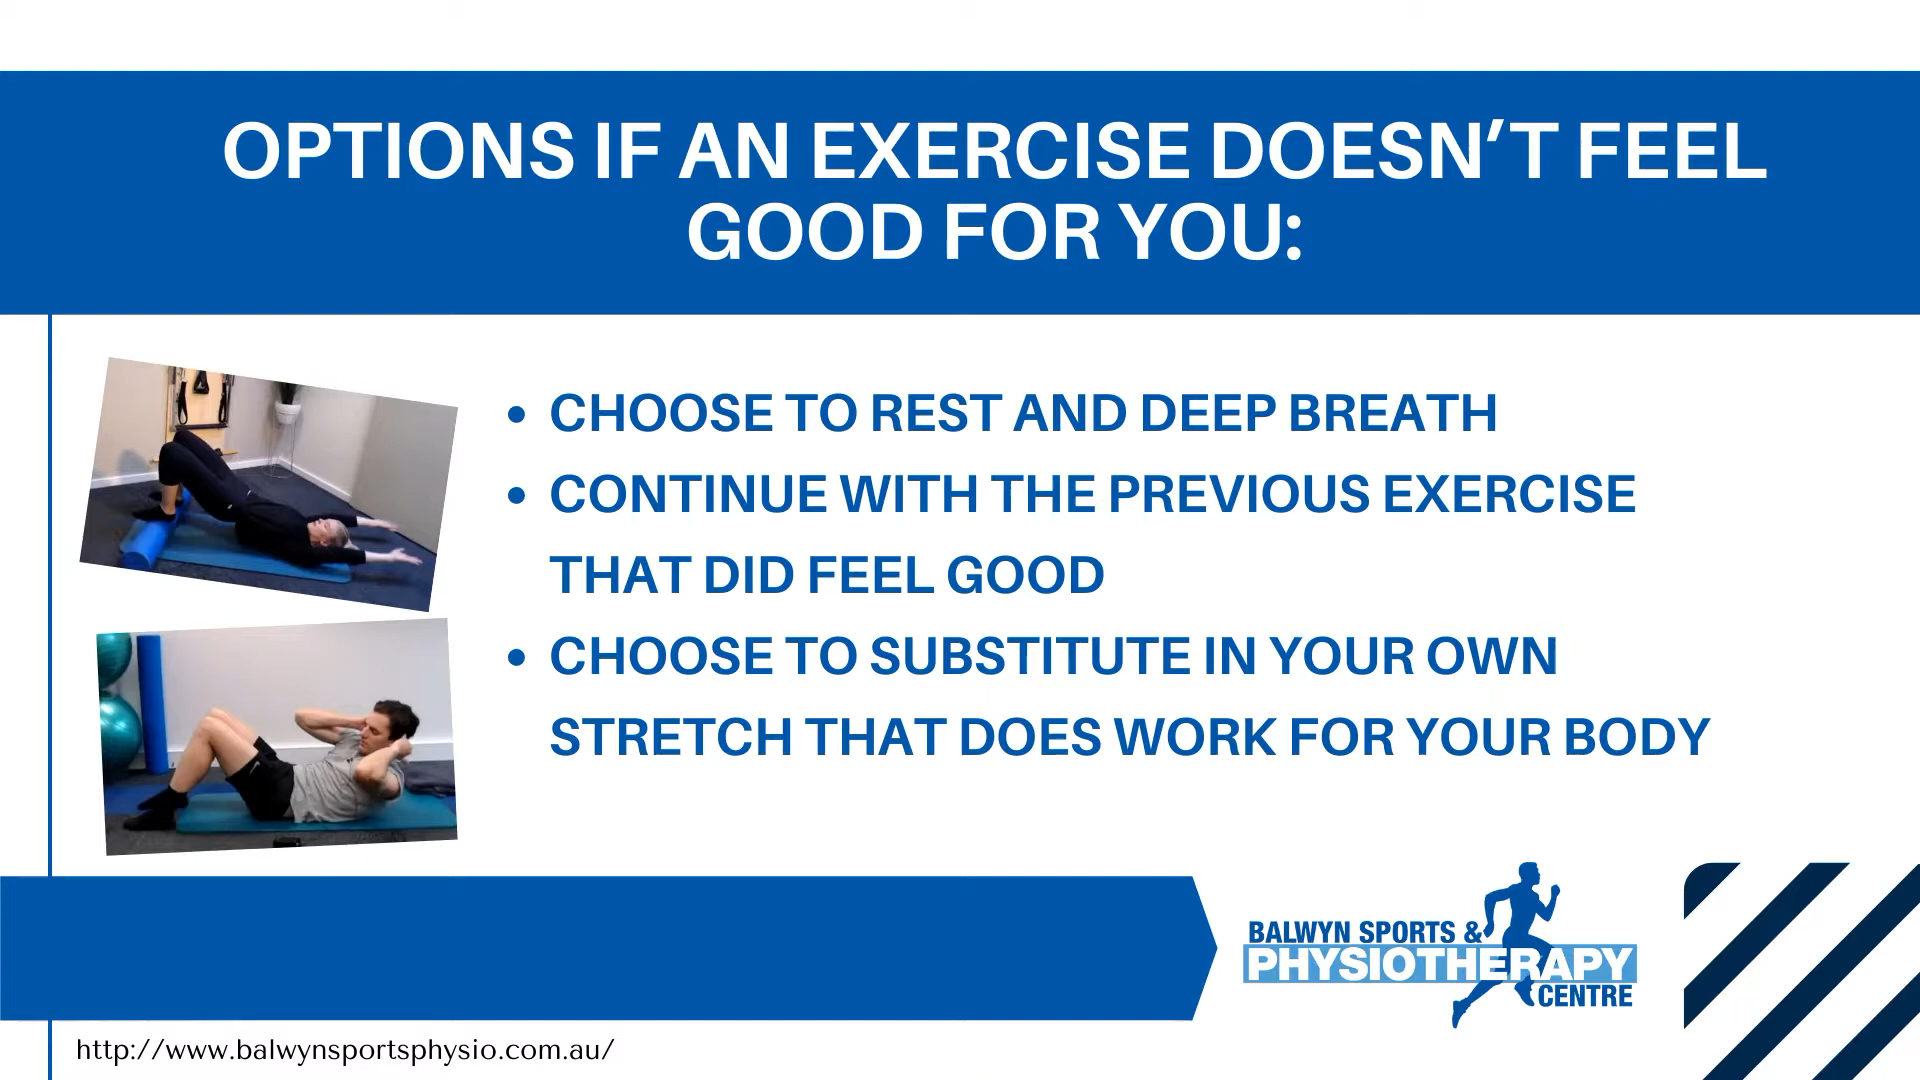 OPTIONS IF AN EXERCISE DOESN’T FEEL
GOOD FOR YOU:
• CHOOSE TO REST AND DEEP BREATH
• CONTINUE WITH THE PREVIOUS EXERCISE
THAT DID FEEL GOOD
• CHOOSE TO SUBSTITUTE IN YOUR OWN
STRETCH THAT DOES WORK FOR YOUR BODY
BALWYN SPORTS &
PHYSIOTHERAPY
CENTRE
http://www.balwynsportsphysio.com.au/